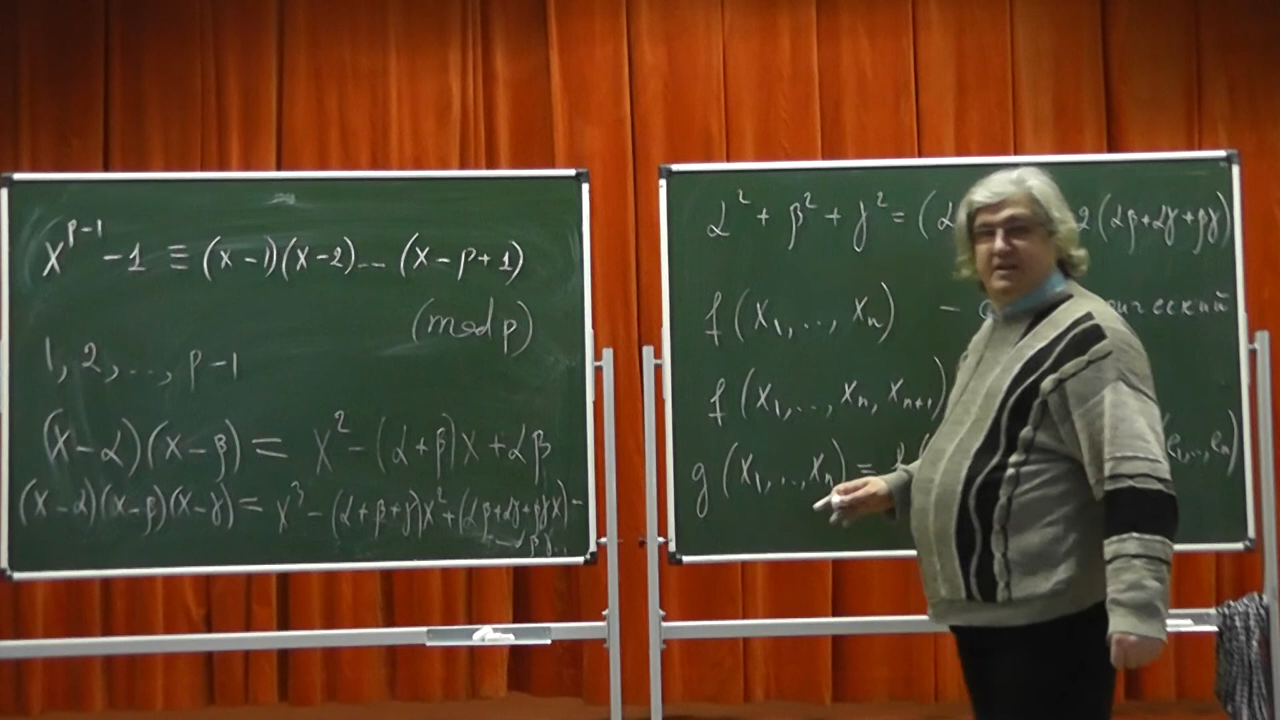 x^{p-1} - 1 ≡ (x-1)(x-2)... (x-p+1)
(mod p)
1, 2, ..., p-1
(x-α)(x-β) = x² - (α+β)x + αβ
(x-α)(x-β)(x-γ) = x³ - (α+β+γ)x² + (αβ+αγ+βγ)x -
α² + β² + γ² = (α 2(αβ+αγ+βγ)
f(x₁, .., xₙ) -
f(x₁, .., xₙ, xₙ₊₁)
g(x₁, .., xₙ) =